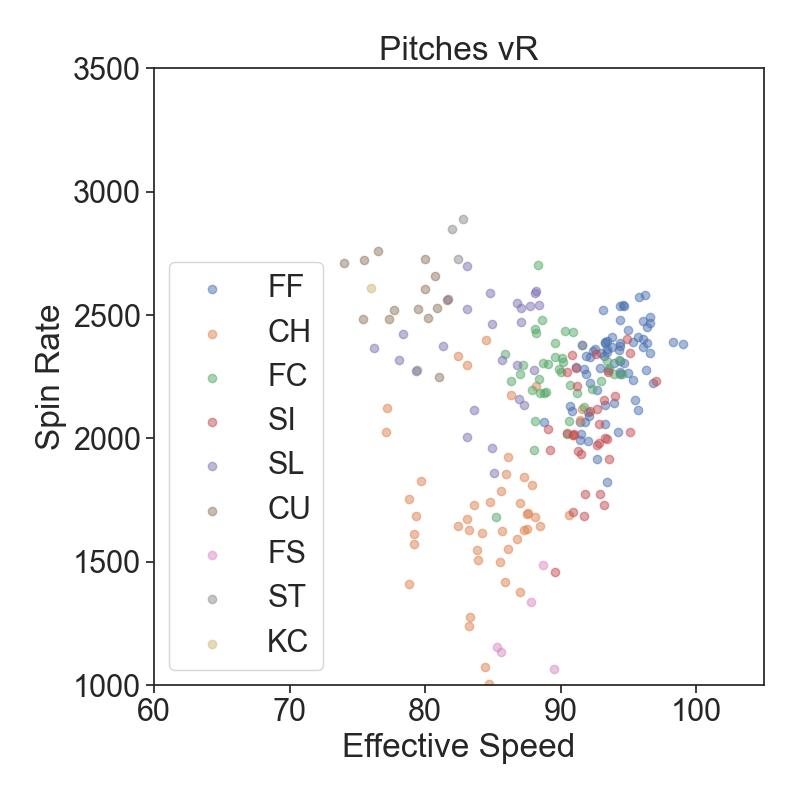 Pitches vR
3500
3000
2500
2000
1500
1000
Spin Rate
FF
CH
FC
SI
SL
CU
FS
ST
KC
60 70 80 90 100
Effective Speed